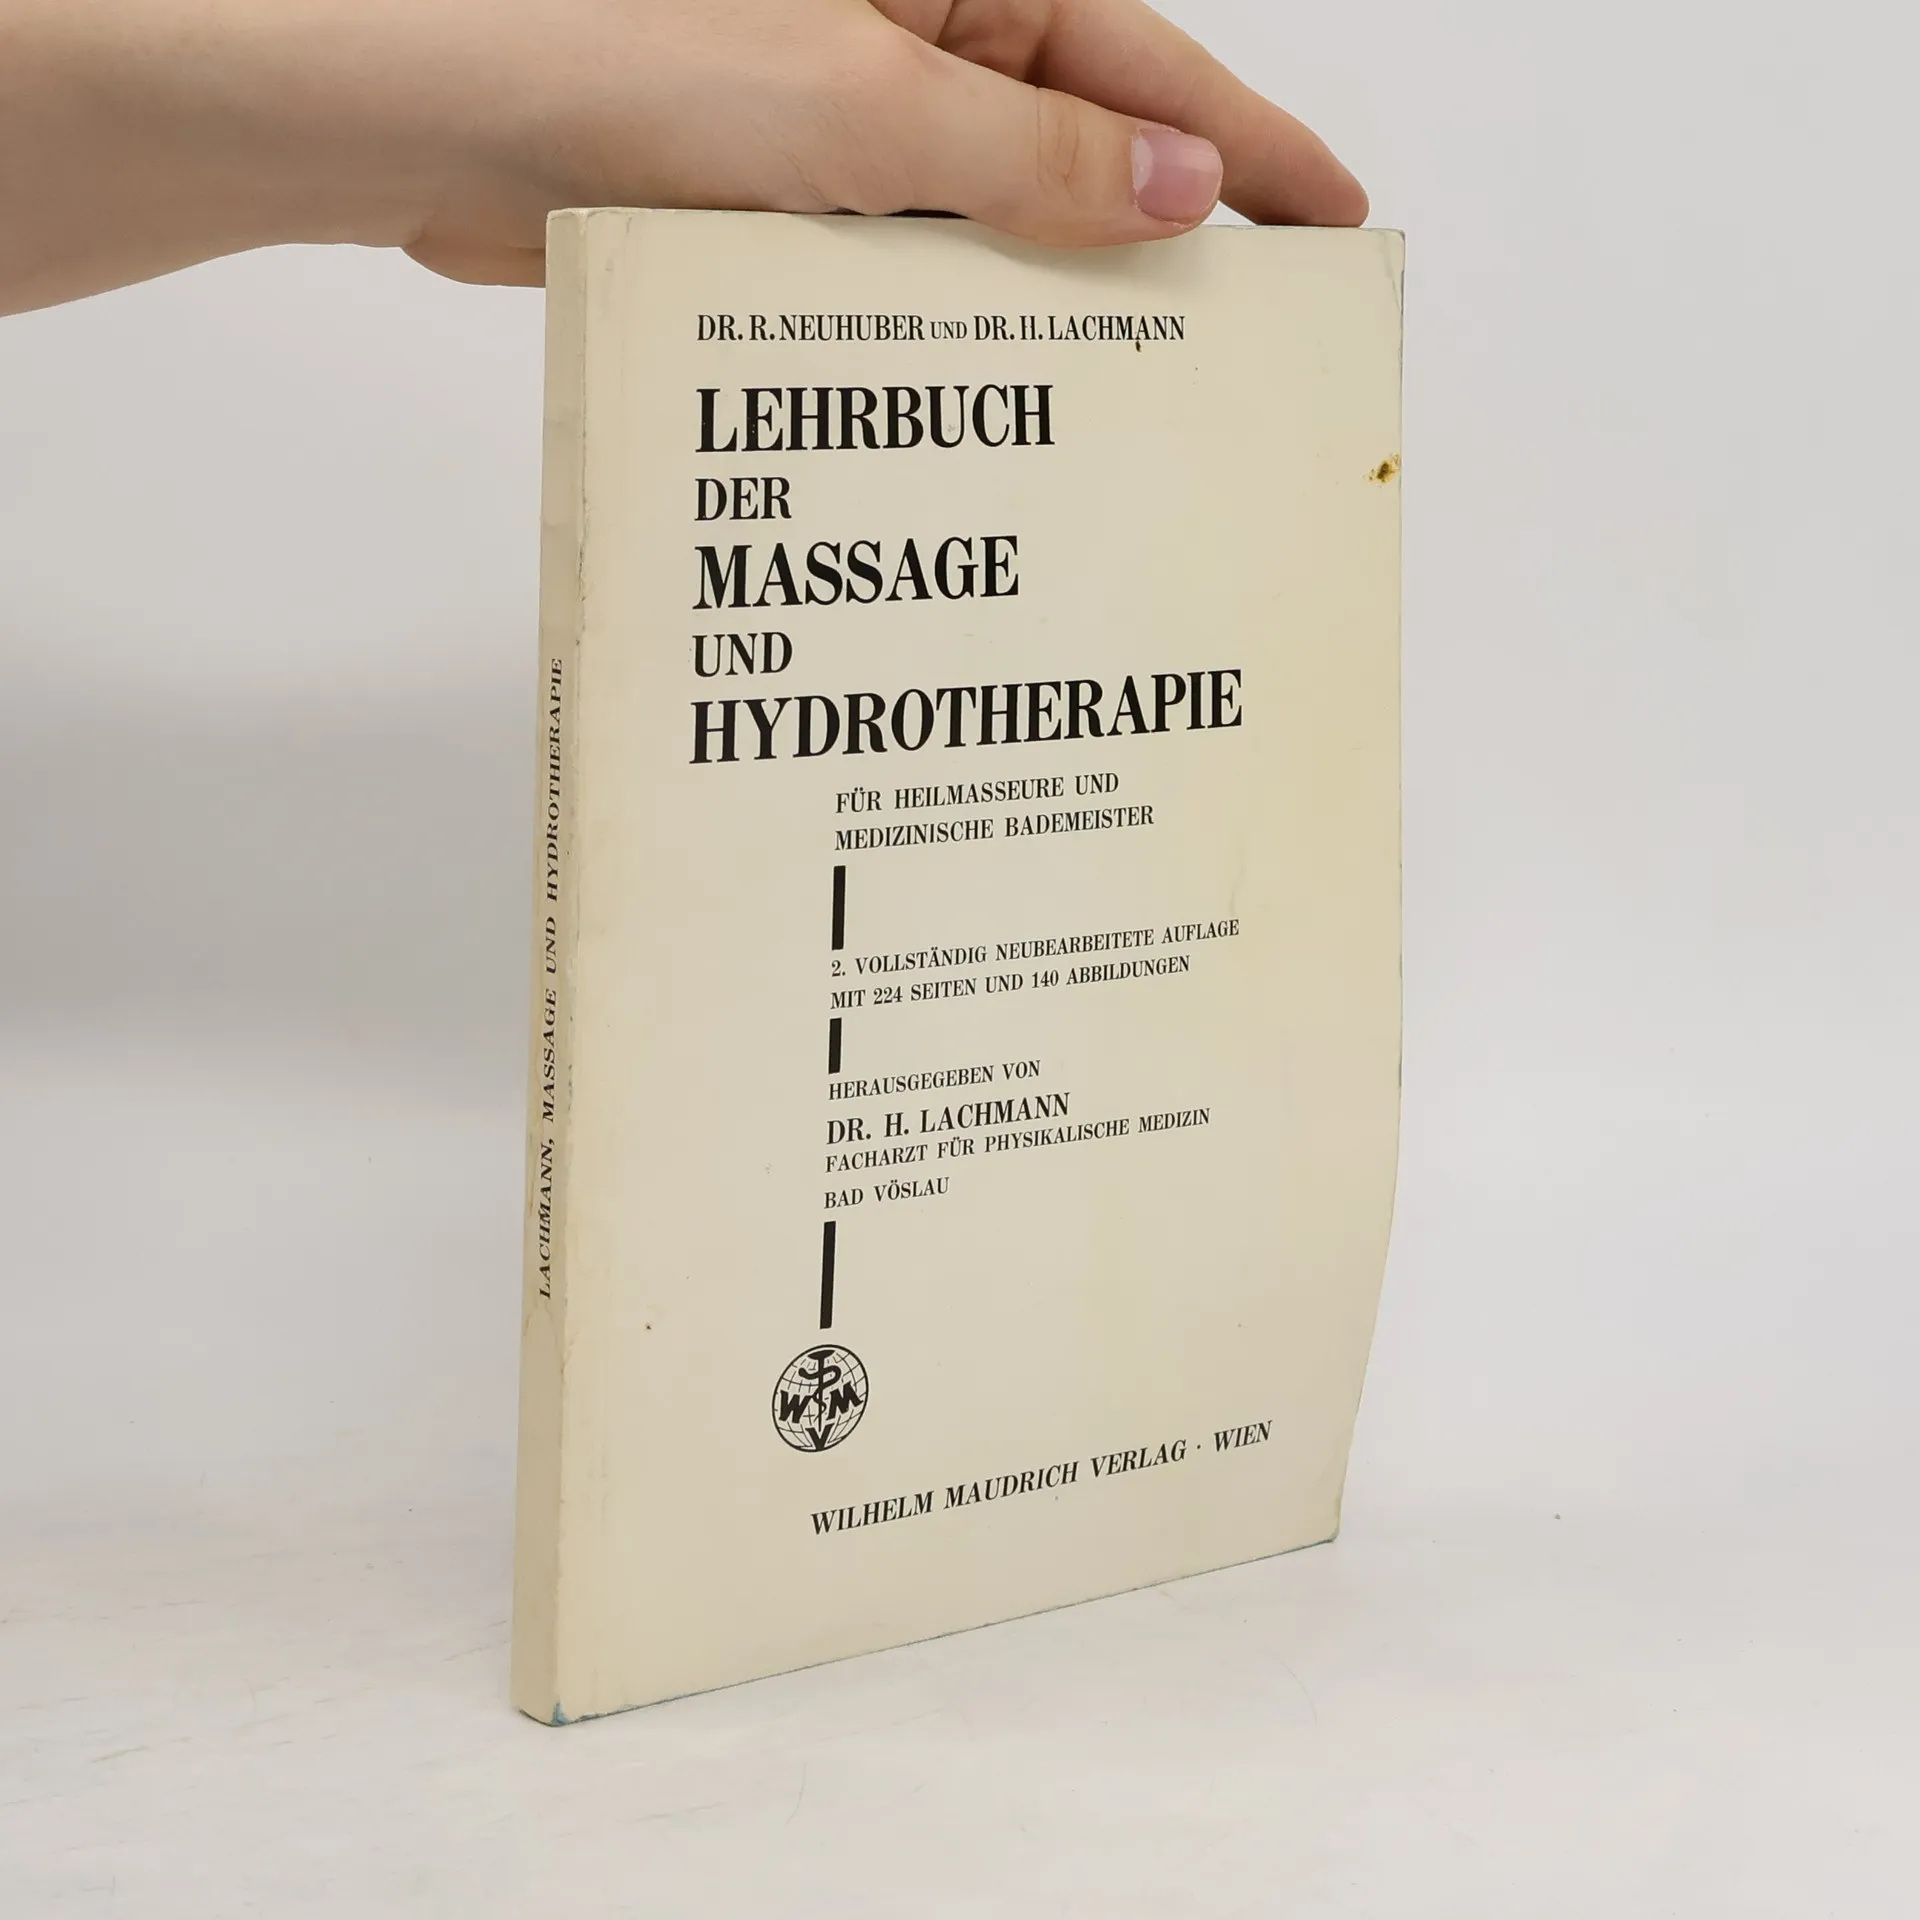 DR. R. NEUHUBER UND DR. H. LACHMANN
LEHRBUCH
DER
MASSAGE
UND
HYDROTHERAPIE
FÜR HEILMASSEURE UND
MEDIZINISCHE BADEMEISTER
2. VOLLSTÄNDIG NEUBEARBEITETE AUFLAGE
MIT 224 SEITEN UND 140 ABBILDUNGEN
HERAUSGEGEBEN VON
DR. H. LACHMANN
FACHARZT FÜR PHYSIKALISCHE MEDIZIN
BAD VÖSLAU
W M
V
WILHELM MAUDRICH VERLAG · WIEN
LACHMANN, MASSAGE UND HYDROTHERAPIE